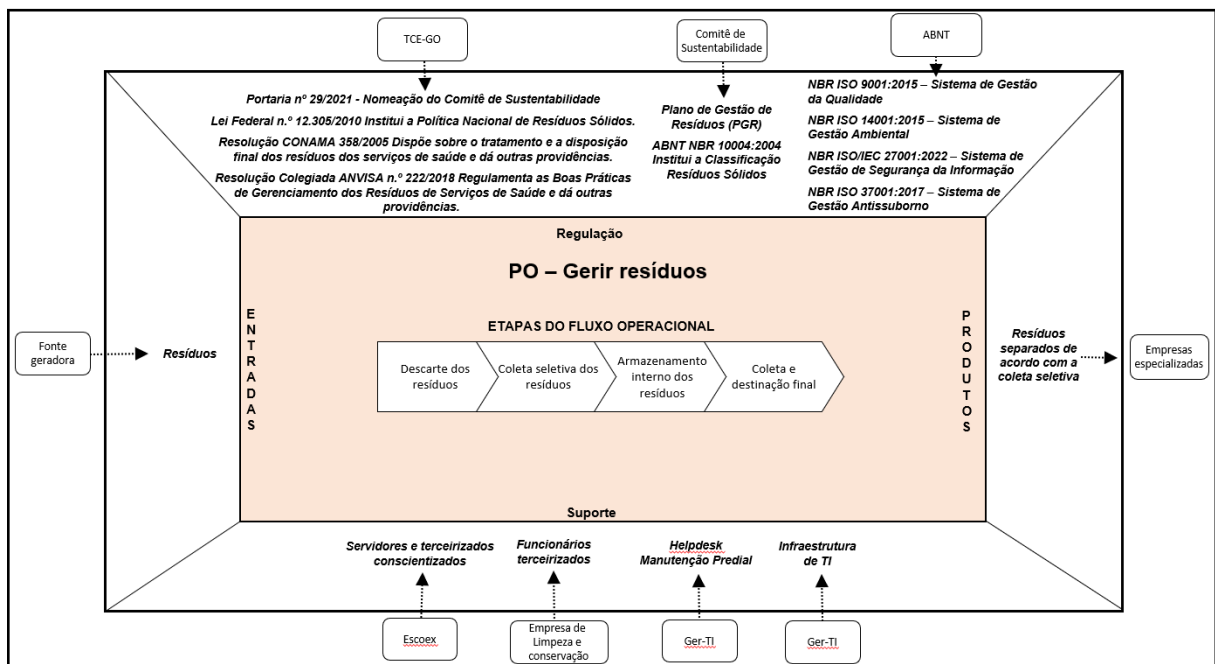 TCE-GO
Comitê de
Sustentabilidade
ABNT
Portaria nº 29/2021 - Nomeação do Comitê de Sustentabilidade
Lei Federal n.º 12.305/2010 Institui a Política Nacional de Resíduos Sólidos.
Resolução CONAMA 358/2005 Dispõe sobre o tratamento e a disposição
final dos resíduos dos serviços de saúde e dá outras providências.
Resolução Colegiada ANVISA n.º 222/2018 Regulamenta as Boas Práticas
de Gerenciamento dos Resíduos de Serviços de Saúde e dá outras
providências.
Plano de Gestão de
Resíduos (PGR)
ABNT NBR 10004:2004
Institui a Classificação
Resíduos Sólidos
NBR ISO 9001:2015 – Sistema de Gestão
da Qualidade
NBR ISO 14001:2015 – Sistema de
Gestão Ambiental
NBR ISO/IEC 27001:2022 – Sistema de
Gestão de Segurança da Informação
NBR ISO 37001:2017 – Sistema de
Gestão Antissuborno
Regulação
PO – Gerir resíduos
ETAPAS DO FLUXO OPERACIONAL
Fonte
geradora
Resíduos
ENTRADAS
Descarte dos
resíduos
Coleta seletiva dos
resíduos
Armazenamento
interno dos
resíduos
Coleta e
destinação final
PRODUTOS
Resíduos
separados de
acordo com a
coleta seletiva
Empresas
especializadas
Suporte
Servidores e terceirizados
conscientizados
Funcionários
terceirizados
Helpdesk
Manutenção Predial
Infraestrutura
de TI
Escoex
Empresa de
Limpeza e
conservação
Ger-TI
Ger-TI